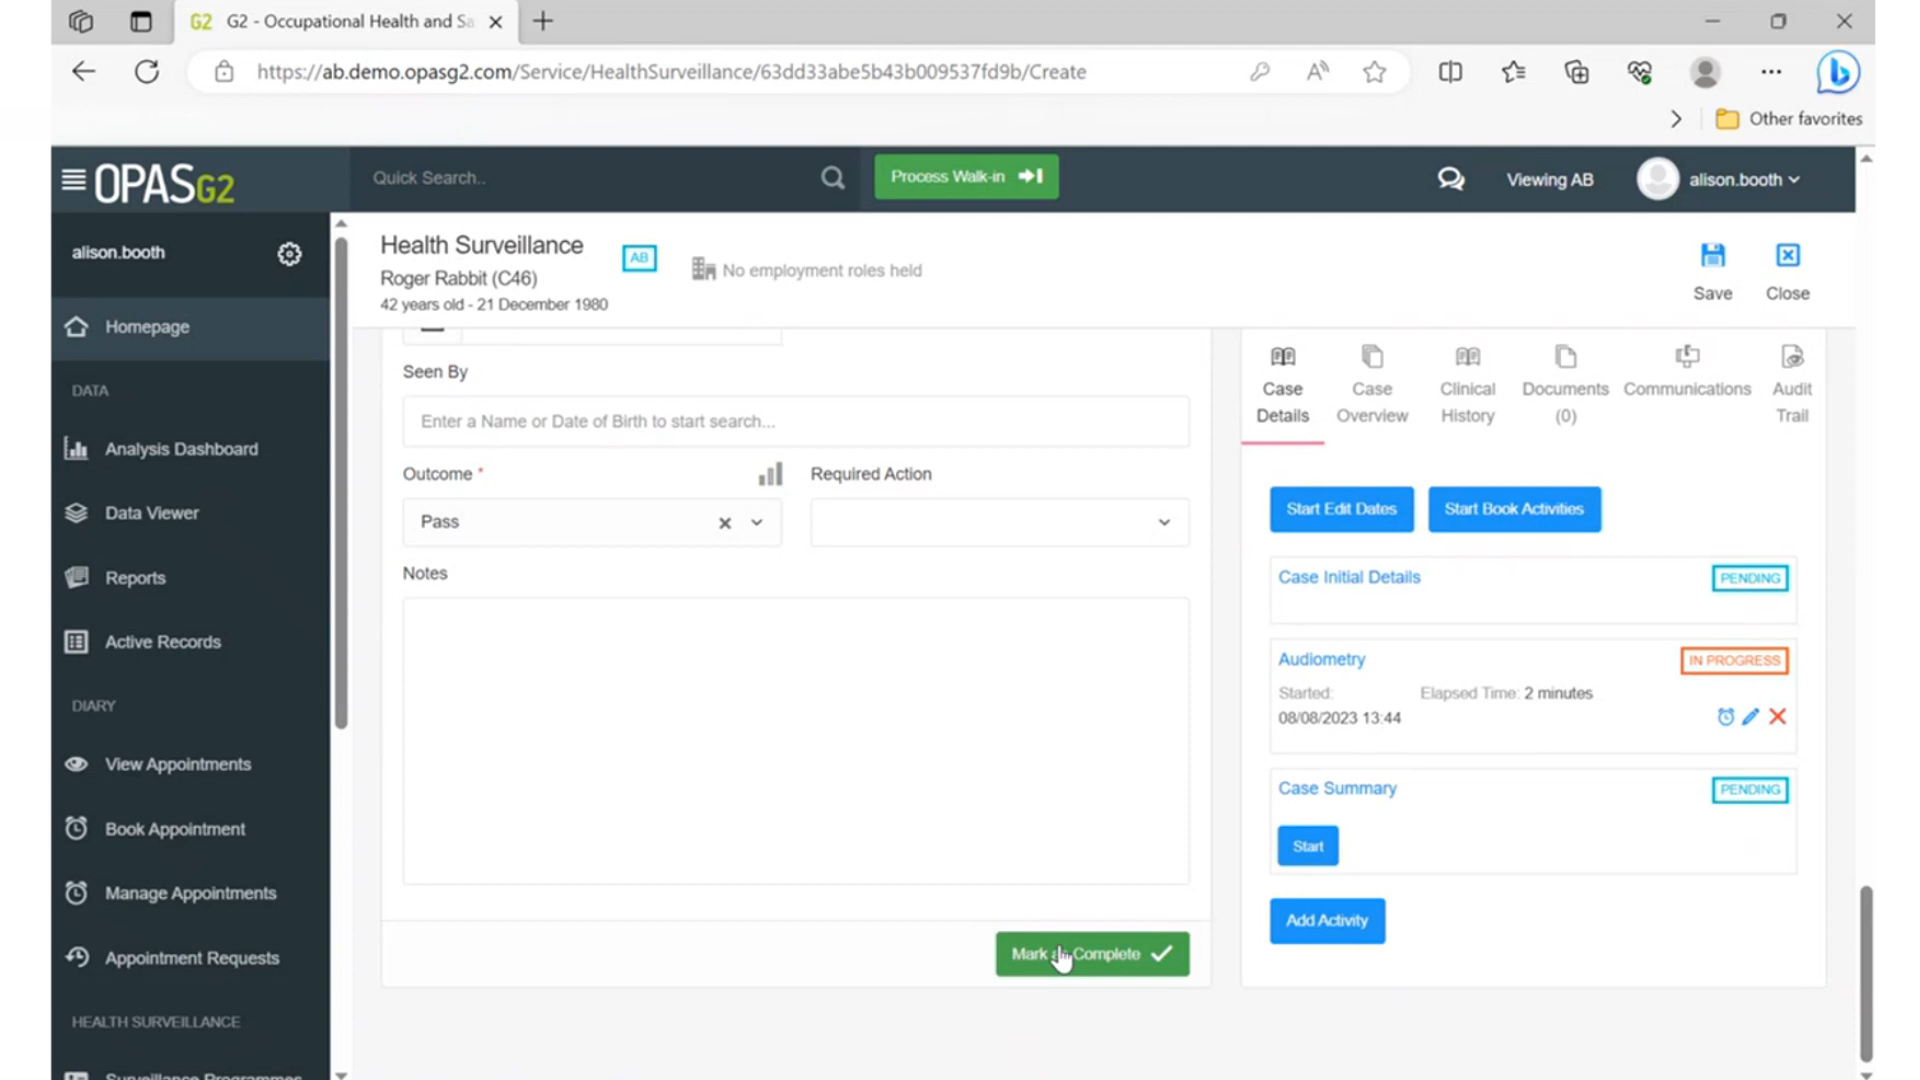 G2 G2 - Occupational Health and Sa
https://ab.demo.opasg2.com/Service/HealthSurveillance/63dd33abe5b43b009537fd9b/Create
Other favorites
OPASG2
Quick Search..
Process Walk-in
Viewing AB
alison.booth
alison.booth
Homepage
DATA
Analysis Dashboard
Data Viewer
Reports
Active Records
DIARY
View Appointments
Book Appointment
Manage Appointments
Appointment Requests
HEALTH SURVEILLANCE
Surveillance Programmes
Health Surveillance
Roger Rabbit (C46)
42 years old - 21 December 1980
AB
No employment roles held
Save
Close
Seen By
Enter a Name or Date of Birth to start search...
Outcome *
Required Action
Pass
Notes
Mark as Complete
Case Details
Case Overview
Clinical History
Documents (0)
Communications
Audit Trail
Start Edit Dates
Start Book Activities
Case Initial Details
PENDING
Audiometry
IN PROGRESS
Started:
Elapsed Time: 2 minutes
08/08/2023 13:44
Case Summary
PENDING
Start
Add Activity